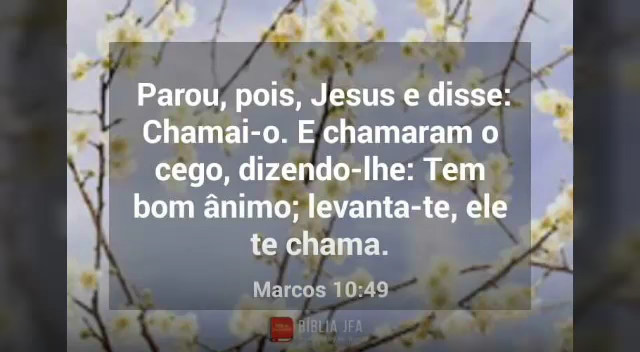 Parou, pois, Jesus e disse:
Chamai-o. E chamaram o
cego, dizendo-lhe: Tem
bom ânimo; levanta-te, ele
te chama.
Marcos 10:49
BÍBLIA JFA